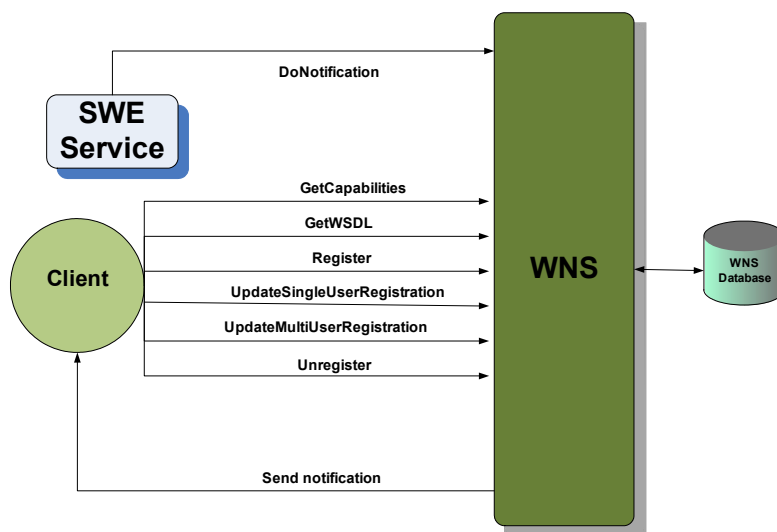 DoNotification
SWE
Service
GetCapabilities
GetWSDL
Register
UpdateSingleUserRegistration
UpdateMultiUserRegistration
Unregister
Client
WNS
WNS
Database
Send notification